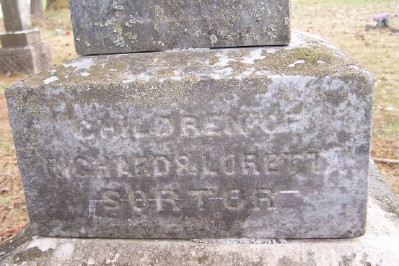 CHILDREN OF
RICHARD & LORETTA
SORTOR